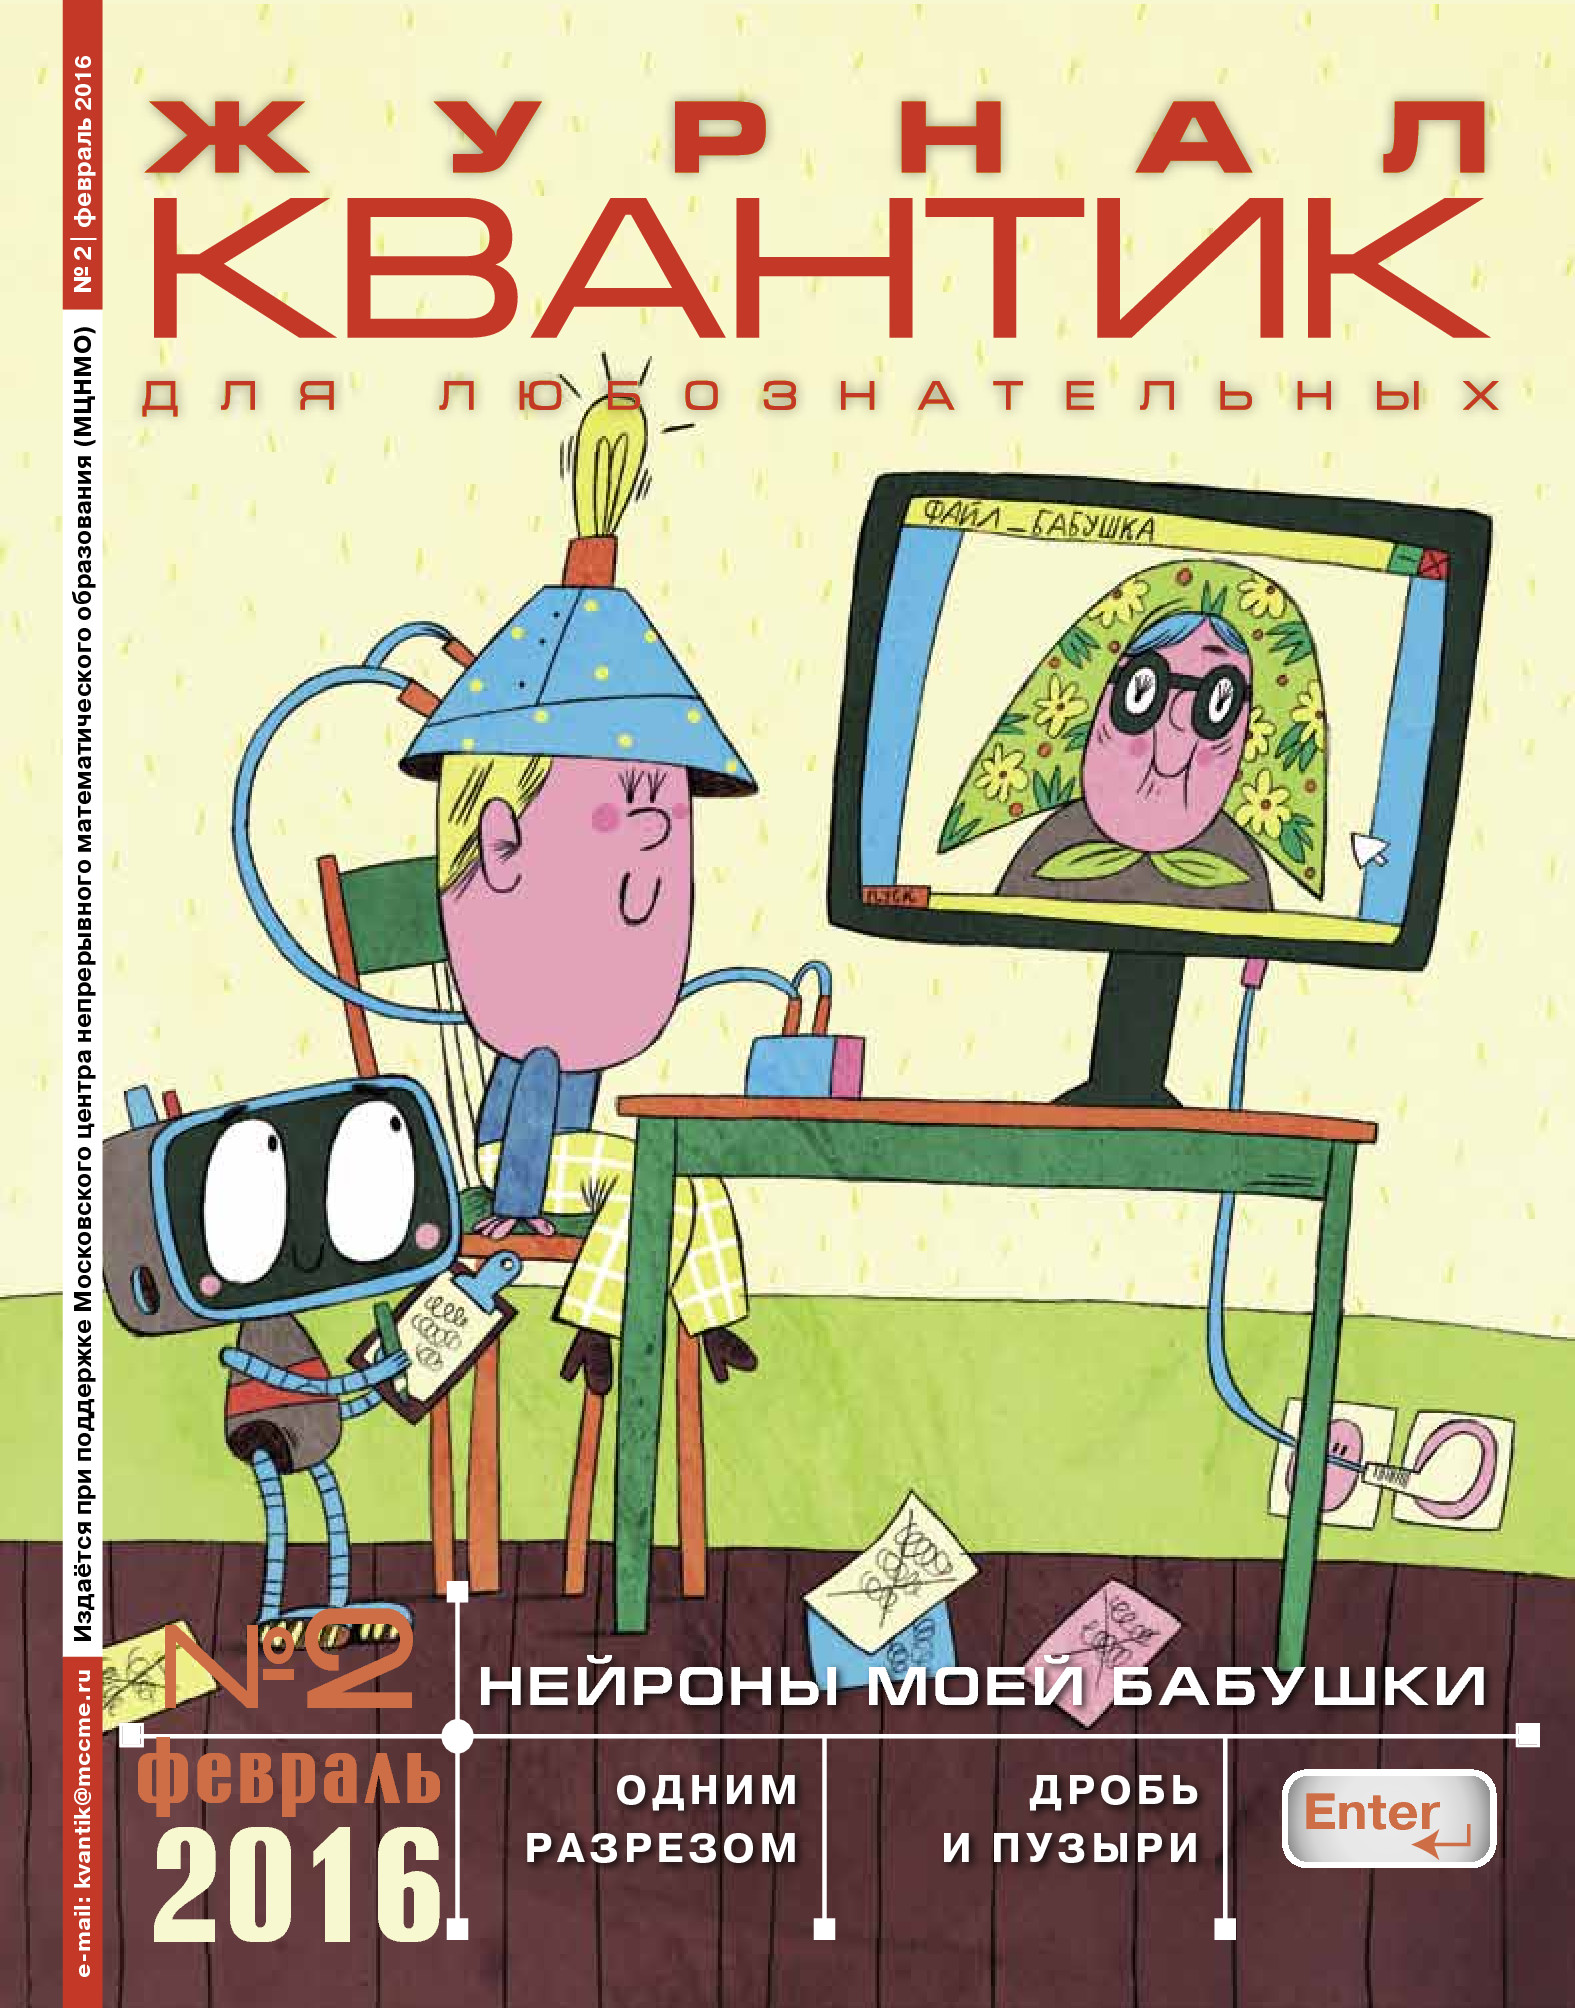 № 2 | февраль 2016
Издаётся при поддержке Московского центра непрерывного математического образования (МЦНМО)
e-mail: kvantik@mccme.ru
ЖУРНАЛ
КВАНТИК
ДЛЯ ЛЮБОЗНАТЕЛЬНЫХ
ФАЙЛ_БАБУШКА
ПУСК
№2
февраль
2016
НЕЙРОНЫ МОЕЙ БАБУШКИ
ОДНИМ
РАЗРЕЗОМ
ДРОБЬ
И ПУЗЫРИ
Enter